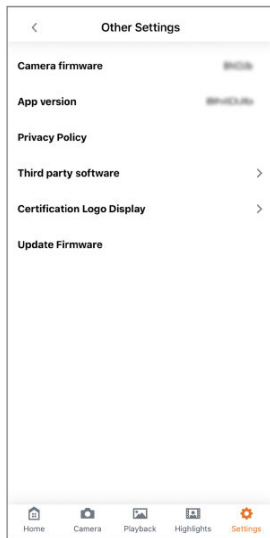 Other Settings
Camera firmware
App version
Privacy Policy
Third party software
Certification Logo Display
Update Firmware
Home Camera Playback Highlights Settings